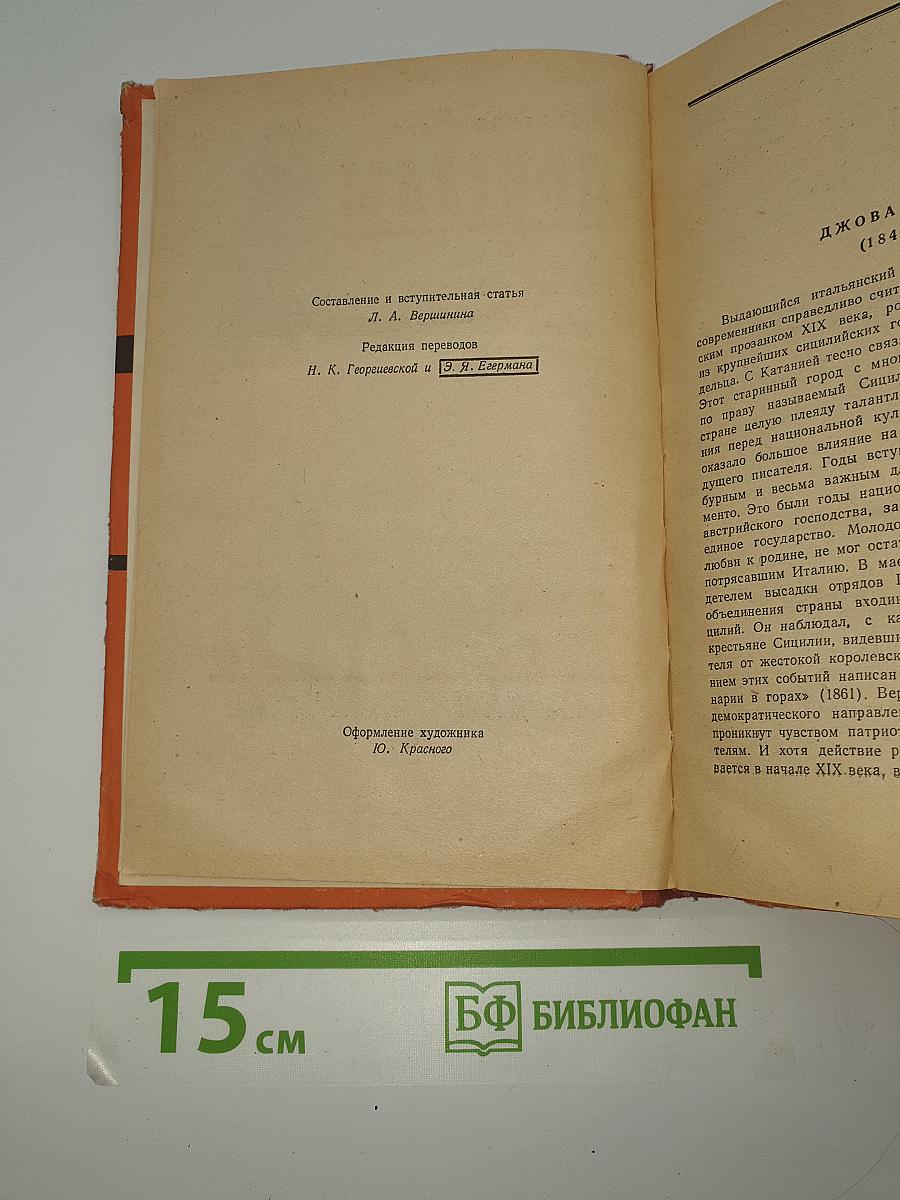 Составление и вступительная статья
Л. А. Вершинина
Редакция переводов
Н. К. Георгиевской и Э. Я. Егермана
Оформление художника
Ю. Красного
ДЖОВА
(184
Выдающийся итальянский
современники справедливо счит
ским прозаиком XIX века, ро
из крупнейших сицилийских го
дельца. С Катанией тесно связа
Этот старинный город с мно
по праву называемый Сицил
стране целую плеяду талантл
ния перед национальной кул
оказало большое влияние на
дущего писателя. Годы всту
бурным и весьма важным д
менто. Это были годы нацио
австрийского господства, за
единое государство. Молодо
любви к родине, не мог оста
потрясавшим Италию. В мае
детелем высадки отрядов Г
объединения страны входи
цилий. Он наблюдал, с ка
крестьяне Сицилии, видевши
теля от жестокой королевск
нием этих событий написан
нарии в горах» (1861). Вер
демократического направле
проникнут чувством патриот
телям. И хотя действие р
вается в начале XIX века, в
15 см
БФ БИБЛИОФАН